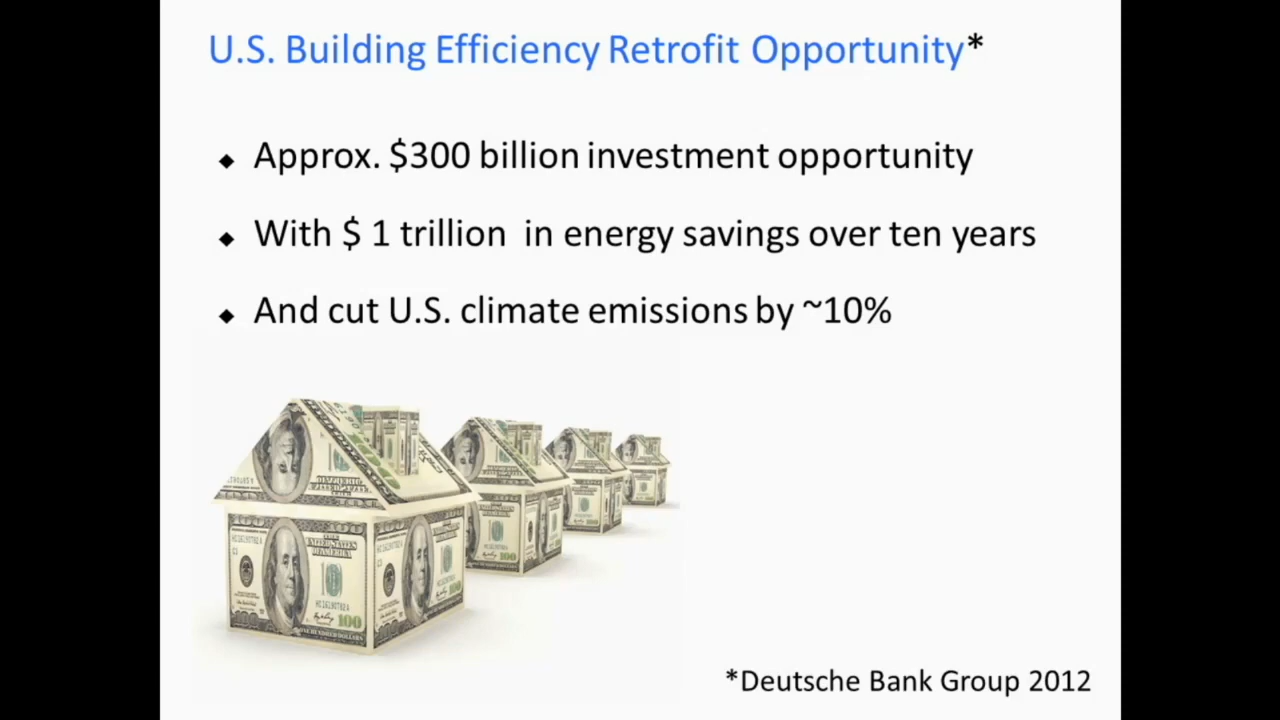 U.S. Building Efficiency Retrofit Opportunity*
Approx. $300 billion investment opportunity
With $ 1 trillion in energy savings over ten years
And cut U.S. climate emissions by ~10%
*Deutsche Bank Group 2012